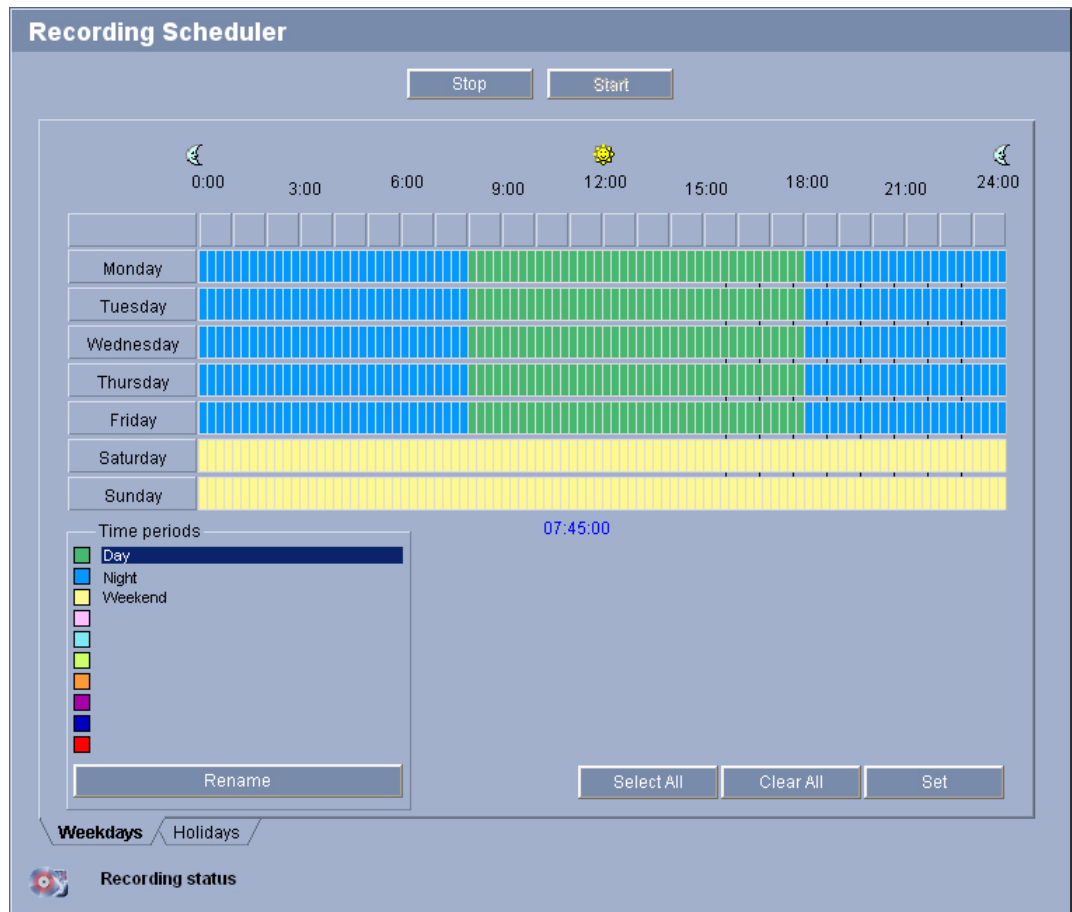 Recording Scheduler
Stop Start
0:00 3:00 6:00 9:00 12:00 15:00 18:00 21:00 24:00
Monday
Tuesday
Wednesday
Thursday
Friday
Saturday
Sunday
07:45:00
Time periods
Day
Night
Weekend
Rename
Select All Clear All Set
Weekdays Holidays
Recording status